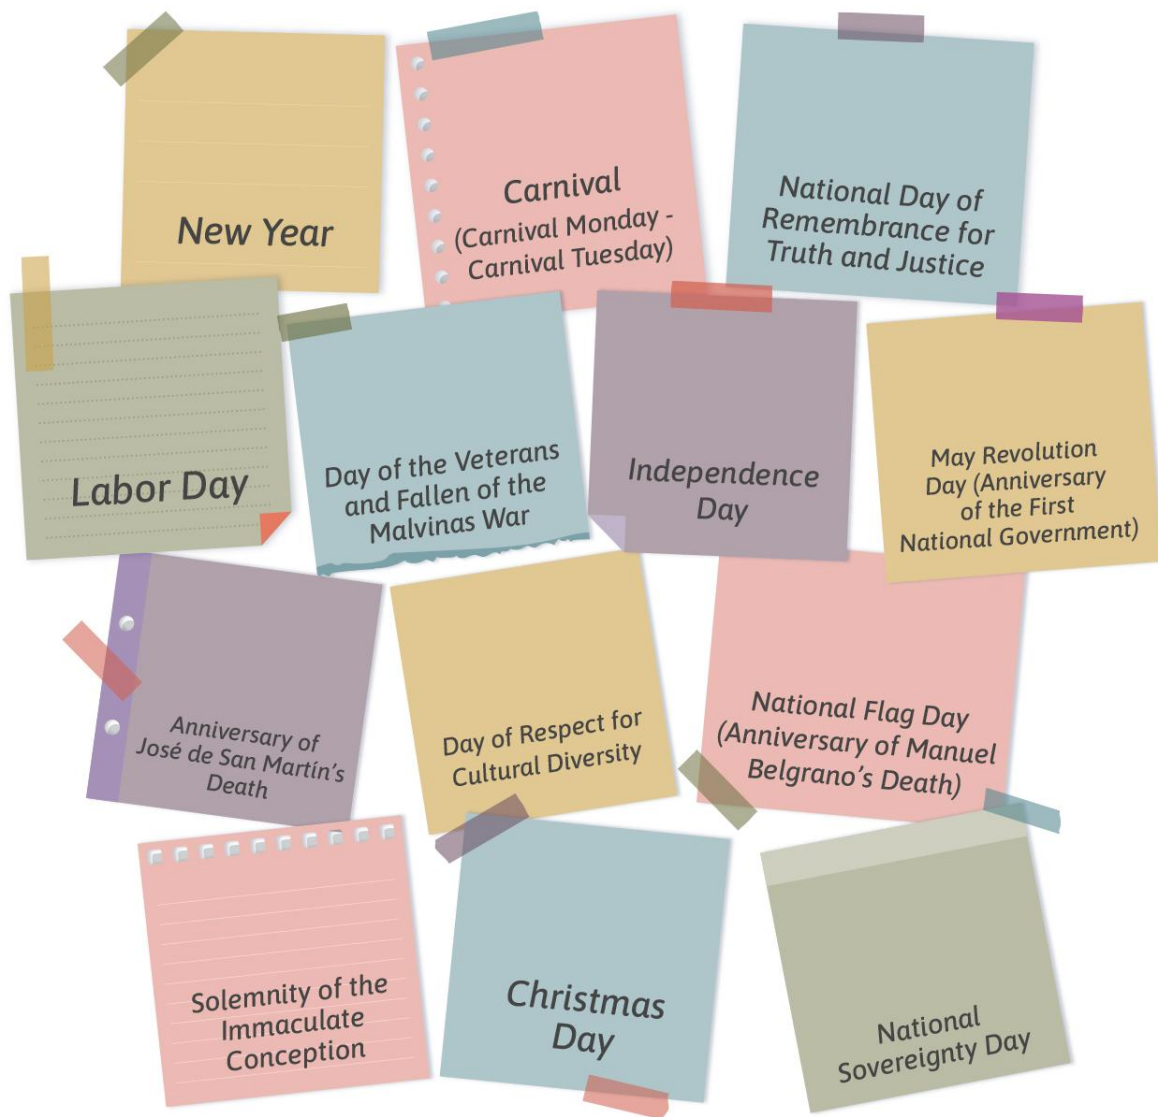 New Year
Carnival
(Carnival Monday -
Carnival Tuesday)
National Day of
Remembrance for
Truth and Justice
Labor Day
Day of the Veterans
and Fallen of the
Malvinas War
Independence
Day
May Revolution
Day (Anniversary
of the First
National Government)
Anniversary of
José de San Martín's
Death
Day of Respect for
Cultural Diversity
National Flag Day
(Anniversary of Manuel
Belgrano's Death)
Solemnity of the
Immaculate
Conception
Christmas
Day
National
Sovereignty Day